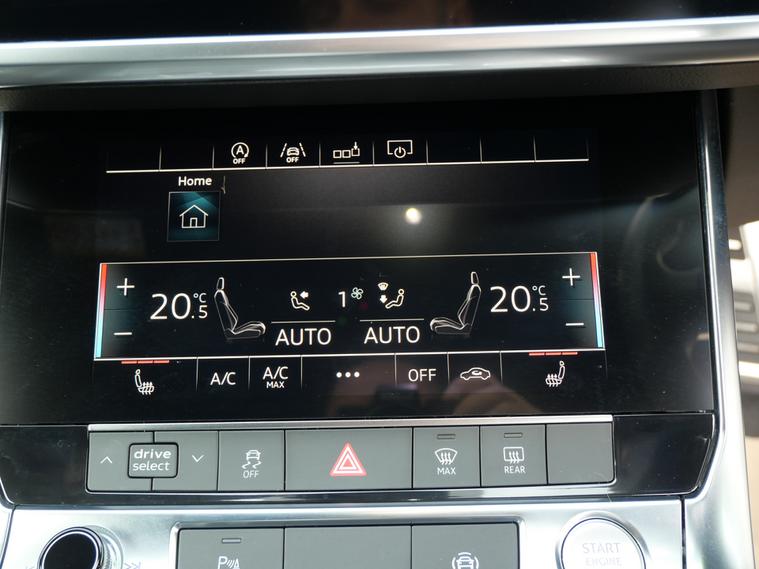 A
OFF
OFF
Home
+
20.5 °C
1
20.5 °C
+
−
AUTO
AUTO
−
A/C
A/C
MAX
•••
OFF
drive
select
OFF
MAX
REAR
P
START
ENGINE